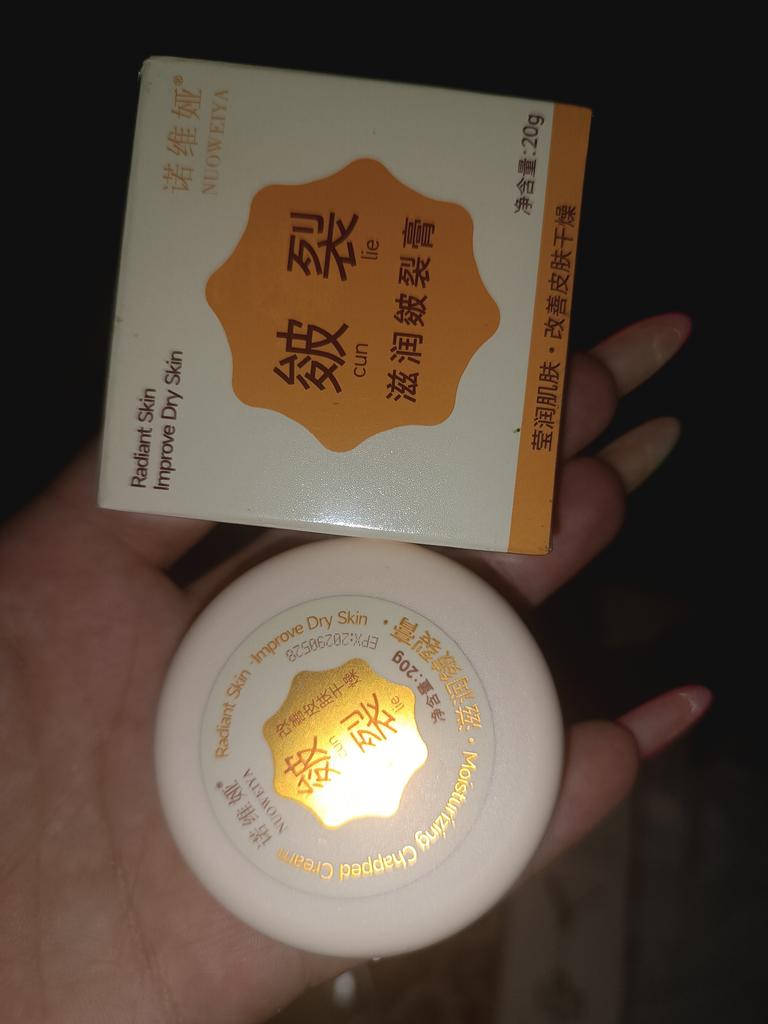 诺维娅®
NUOWEIYA
Radiant Skin
Improve Dry Skin
皴裂
cun lie
滋润皴裂膏
净含量:20g
莹润肌肤·改善皮肤干燥
诺维娅®
NUOWEIYA
Radiant Skin·Improve Dry Skin
EPX:20290528
改善皮肤干燥
皴裂
cun lie
净含量:20g
滋润皴裂膏
Moisturizing Chapped Cream